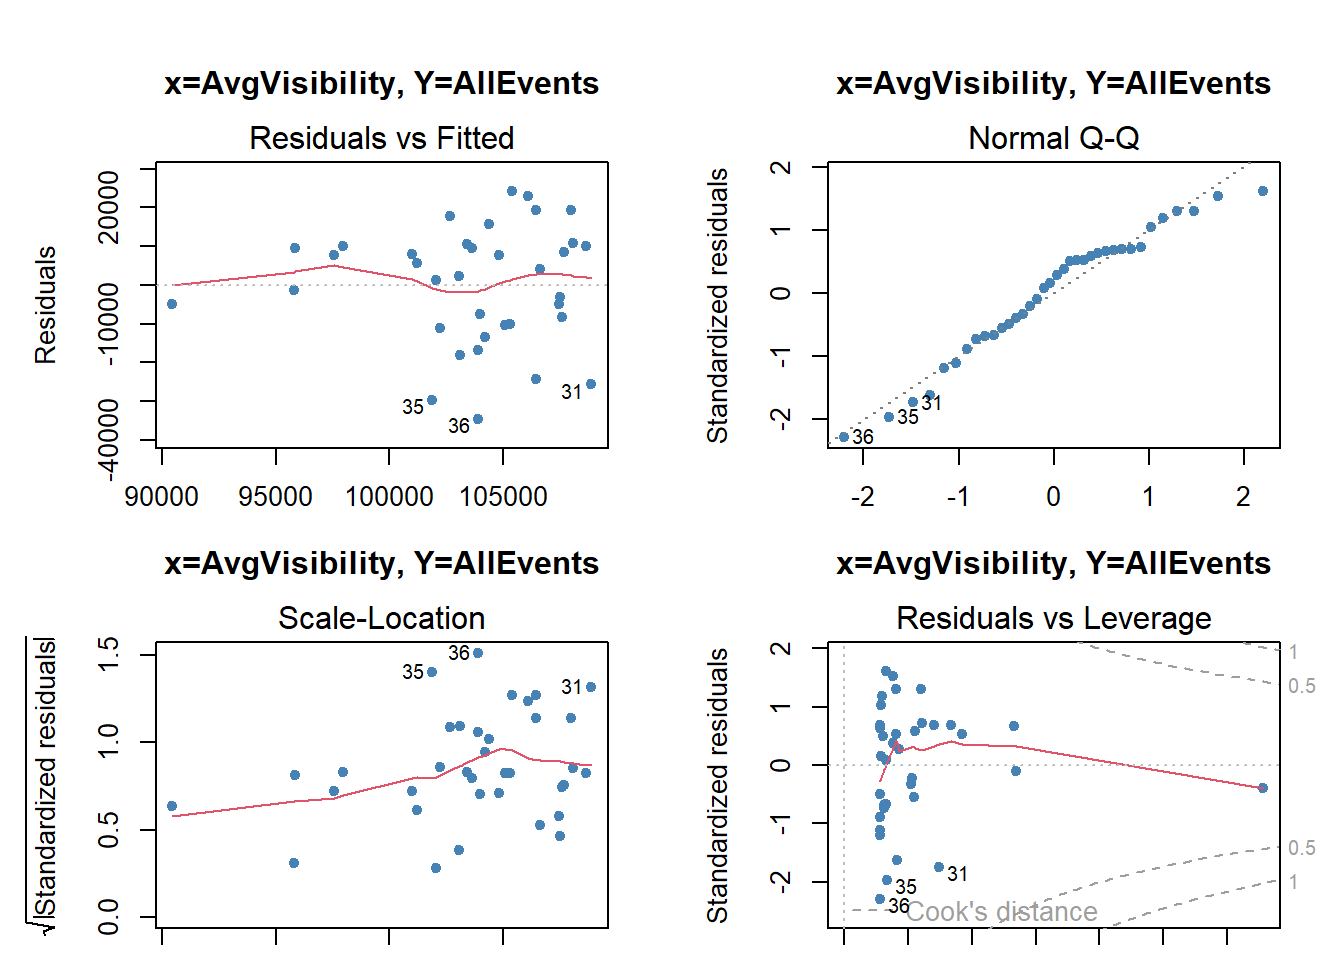 x=AvgVisibility, Y=AllEvents
Residuals vs Fitted
Residuals
20000
-10000
-40000
35
36
31
90000 95000 100000 105000
x=AvgVisibility, Y=AllEvents
Normal Q-Q
Standardized residuals
2
1
0
-1
-2
31
35
36
-2 -1 0 1 2
x=AvgVisibility, Y=AllEvents
Scale-Location
√|Standardized residuals|
1.5
1.0
0.5
0.0
36
35
31
x=AvgVisibility, Y=AllEvents
Residuals vs Leverage
Standardized residuals
2
1
0
-1
-2
1
0.5
0.5
1
31
35
36
Cook's distance